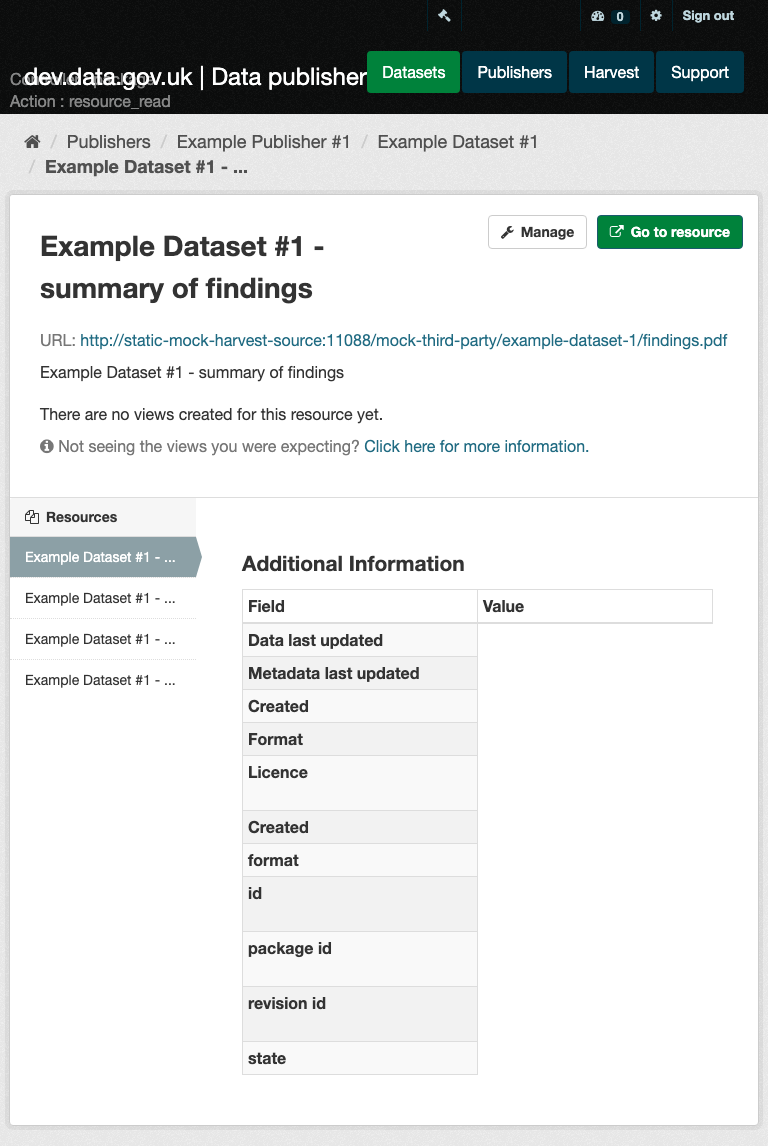 0 Sign out
dev.data.gov.uk | Data publisher Datasets Publishers Harvest Support
Action : resource_read
/ Publishers / Example Publisher #1 / Example Dataset #1
/ Example Dataset #1 - ...
Manage Go to resource
Example Dataset #1 -
summary of findings
URL: http://static-mock-harvest-source:11088/mock-third-party/example-dataset-1/findings.pdf
Example Dataset #1 - summary of findings
There are no views created for this resource yet.
Not seeing the views you were expecting? Click here for more information.
Resources
Example Dataset #1 - ...
Example Dataset #1 - ...
Example Dataset #1 - ...
Example Dataset #1 - ...
Additional Information
Field Value
Data last updated
Metadata last updated
Created
Format
Licence
Created
format
id
package id
revision id
state